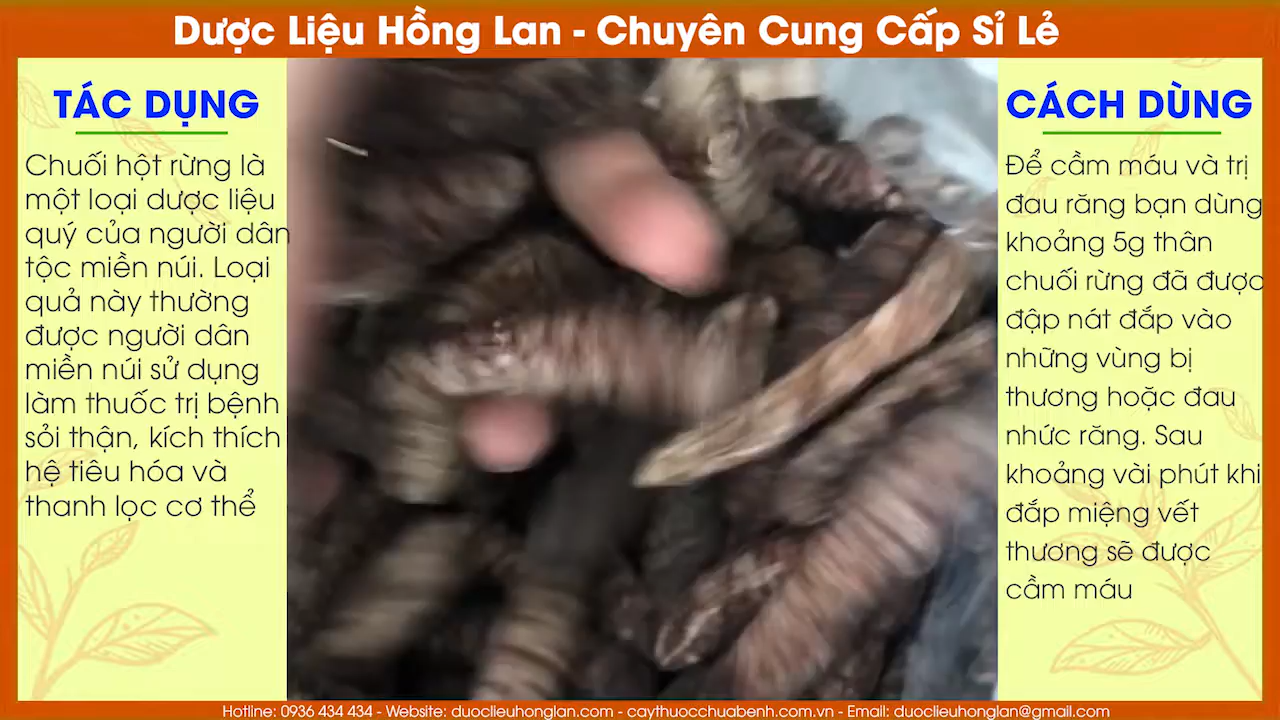 Dược Liệu Hồng Lan - Chuyên Cung Cấp Sỉ Lẻ
TÁC DỤNG
Chuối hột rừng là
một loại dược liệu
quý của người dân
tộc miền núi. Loại
quả này thường
được người dân
miền núi sử dụng
làm thuốc trị bệnh
sỏi thận, kích thích
hệ tiêu hóa và
thanh lọc cơ thể
CÁCH DÙNG
Để cầm máu và trị
đau răng bạn dùng
khoảng 5g thân
chuối rừng đã được
đập nát đắp vào
những vùng bị
thương hoặc đau
nhức răng. Sau
khoảng vài phút khi
đắp miệng vết
thương sẽ được
cầm máu
Hotline: 0936 434 434 - Website: duoclieuhonglan.com - caythuocchuabenh.com.vn - Email: duoclieuhonglan@gmail.com